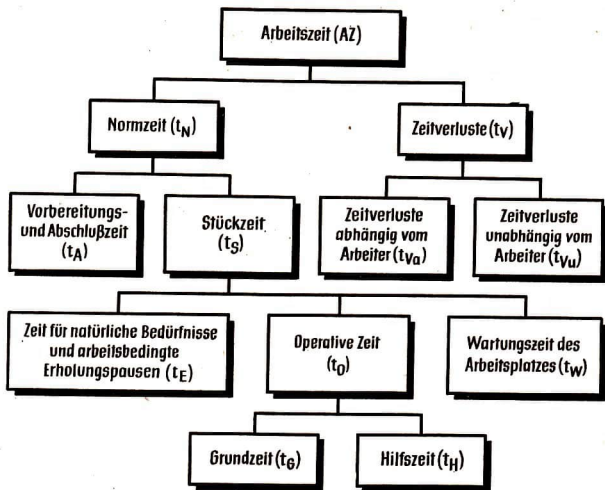 Arbeitszeit (AZ)
Normzeit (tN)
Zeitverluste (tV)
Vorbereitungs-
und Abschlußzeit
(tA)
Stückzeit
(tS)
Zeitverluste
abhängig vom
Arbeiter (tVa)
Zeitverluste
unabhängig vom
Arbeiter (tVu)
Zeit für natürliche Bedürfnisse
und arbeitsbedingte
Erholungspausen (tE)
Operative Zeit
(tO)
Wartungszeit des
Arbeitsplatzes (tW)
Grundzeit (tG)
Hilfszeit (tH)